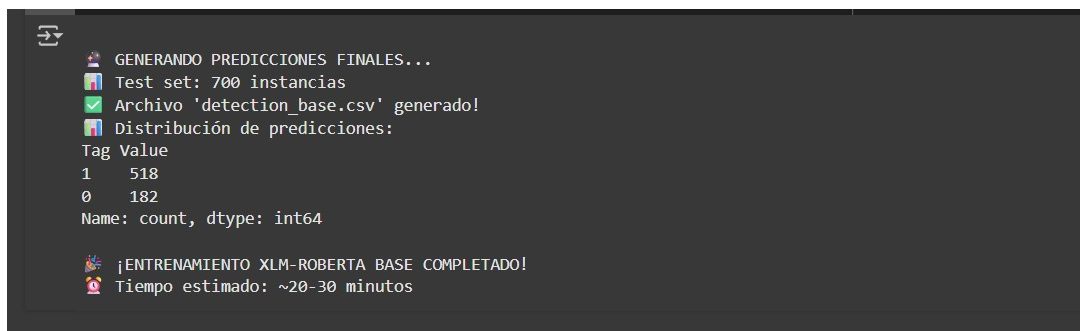 🔮 GENERANDO PREDICCIONES FINALES...
📊 Test set: 700 instancias
✅ Archivo 'detection_base.csv' generado!
📊 Distribución de predicciones:
Tag Value
1    518
0    182
Name: count, dtype: int64
🎉 ¡ENTRENAMIENTO XLM-ROBERTA BASE COMPLETADO!
⏰ Tiempo estimado: ~20-30 minutos